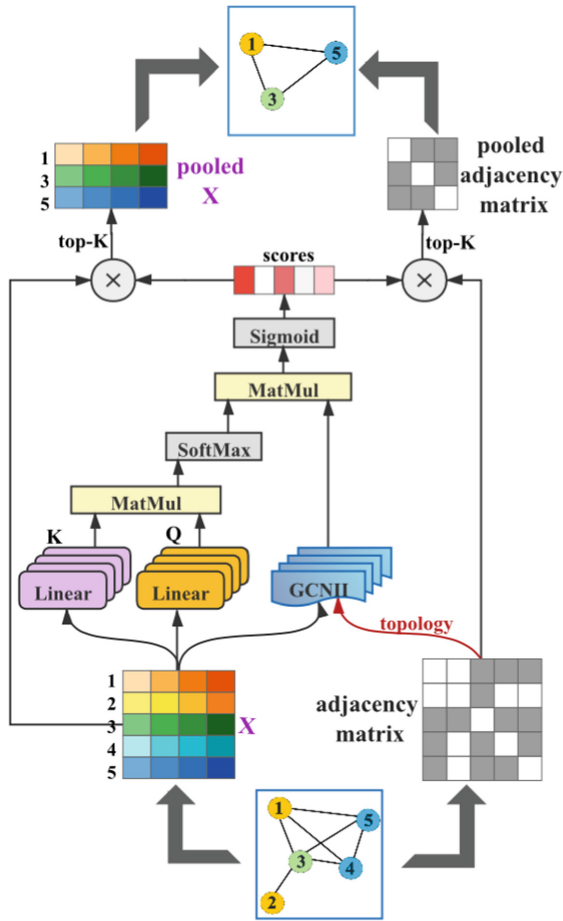 1
5
3
1
3
5
pooled
X
pooled
adjacency
matrix
top-K
top-K
scores
×
×
Sigmoid
MatMul
SoftMax
MatMul
K
Q
Linear
Linear
GCNII
topology
1
2
3
4
5
X
adjacency
matrix
1
5
3
4
2